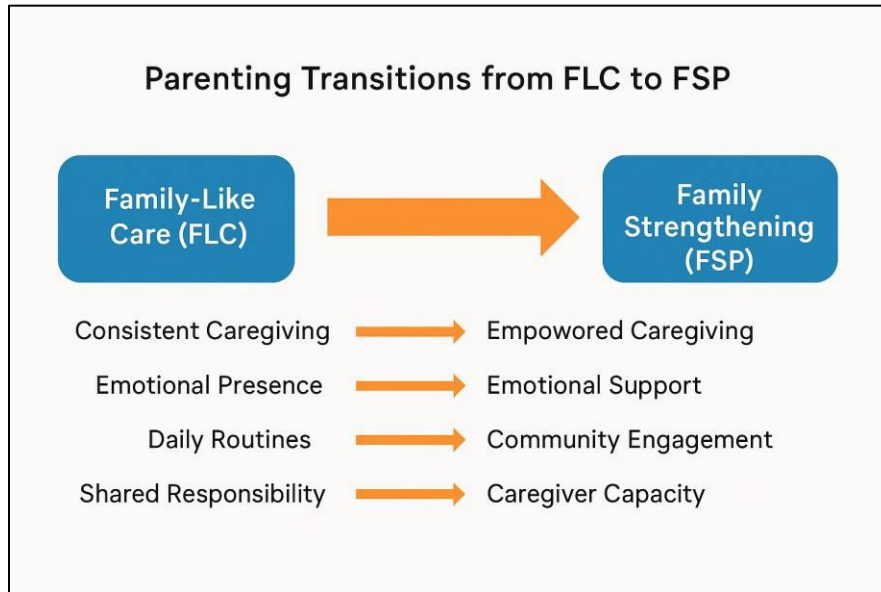 Parenting Transitions from FLC to FSP
Family-Like
Care (FLC)
Family
Strengthening
(FSP)
Consistent Caregiving
Empowored Caregiving
Emotional Presence
Emotional Support
Daily Routines
Community Engagement
Shared Responsibility
Caregiver Capacity